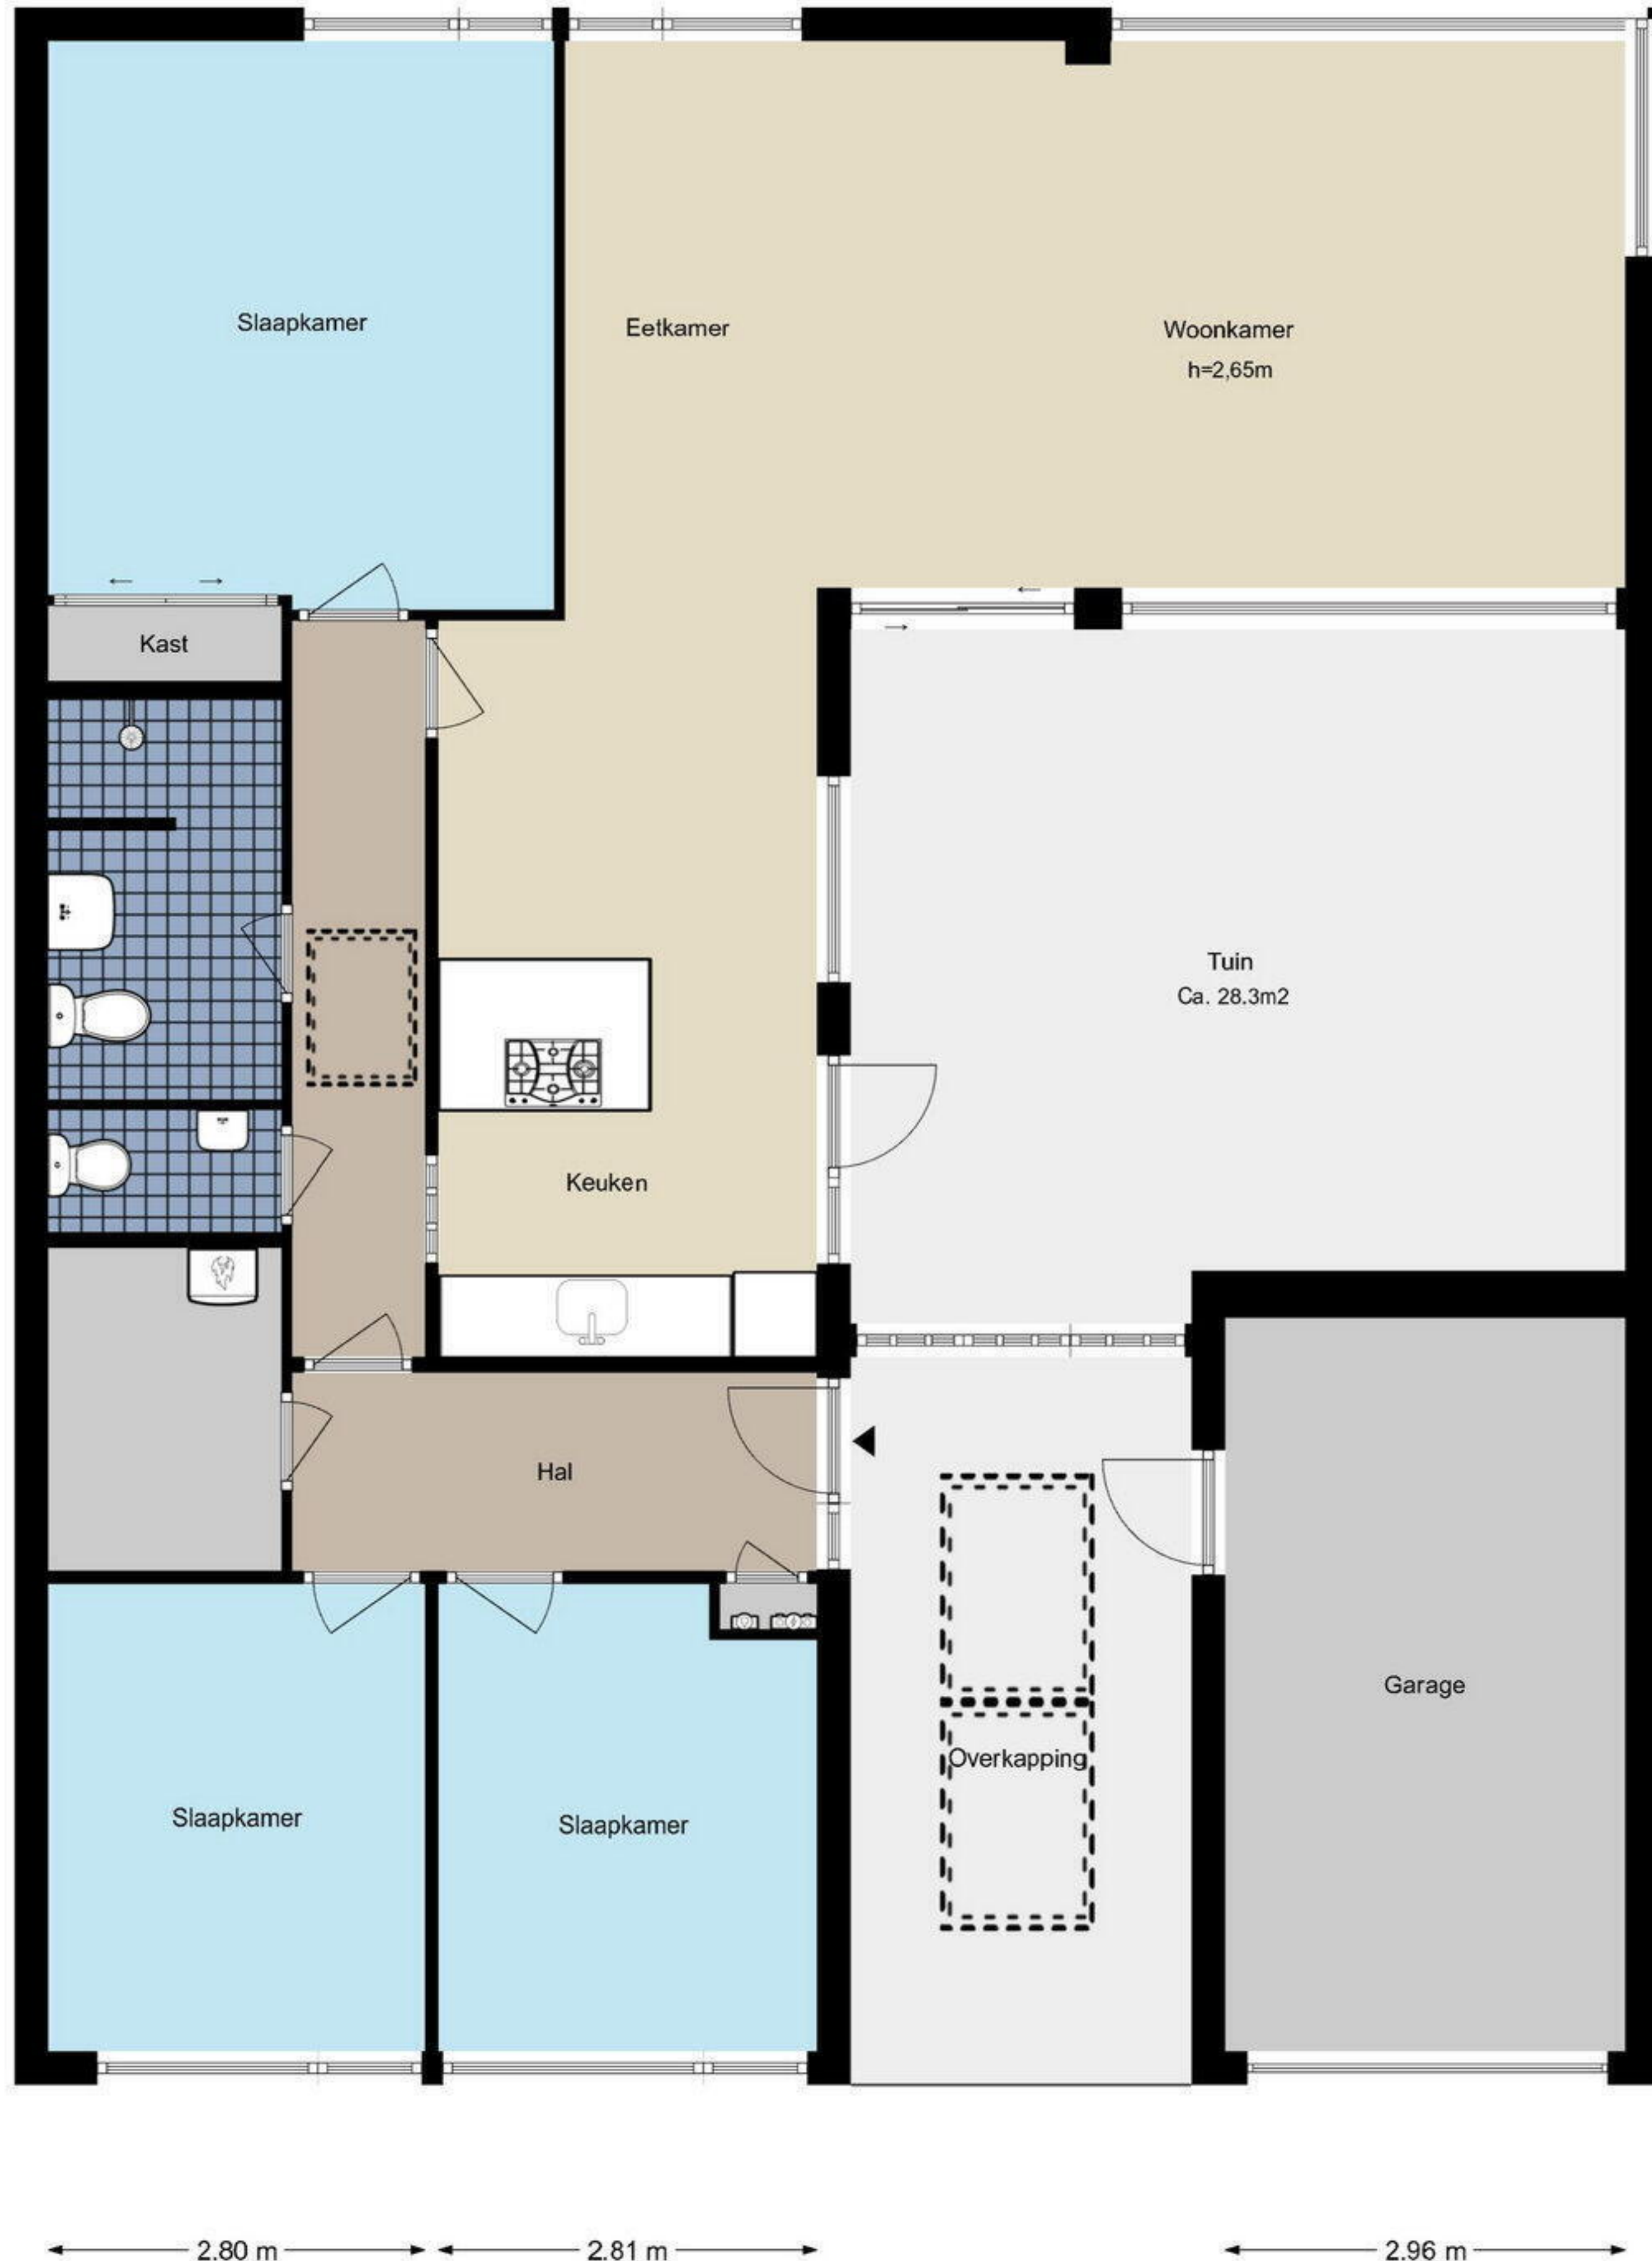 Slaapkamer
Eetkamer
Woonkamer
h=2,65m
Kast
Tuin
Ca. 28.3m2
Keuken
Hal
Garage
Overkapping
Slaapkamer
Slaapkamer
2.80 m
2.81 m
2.96 m